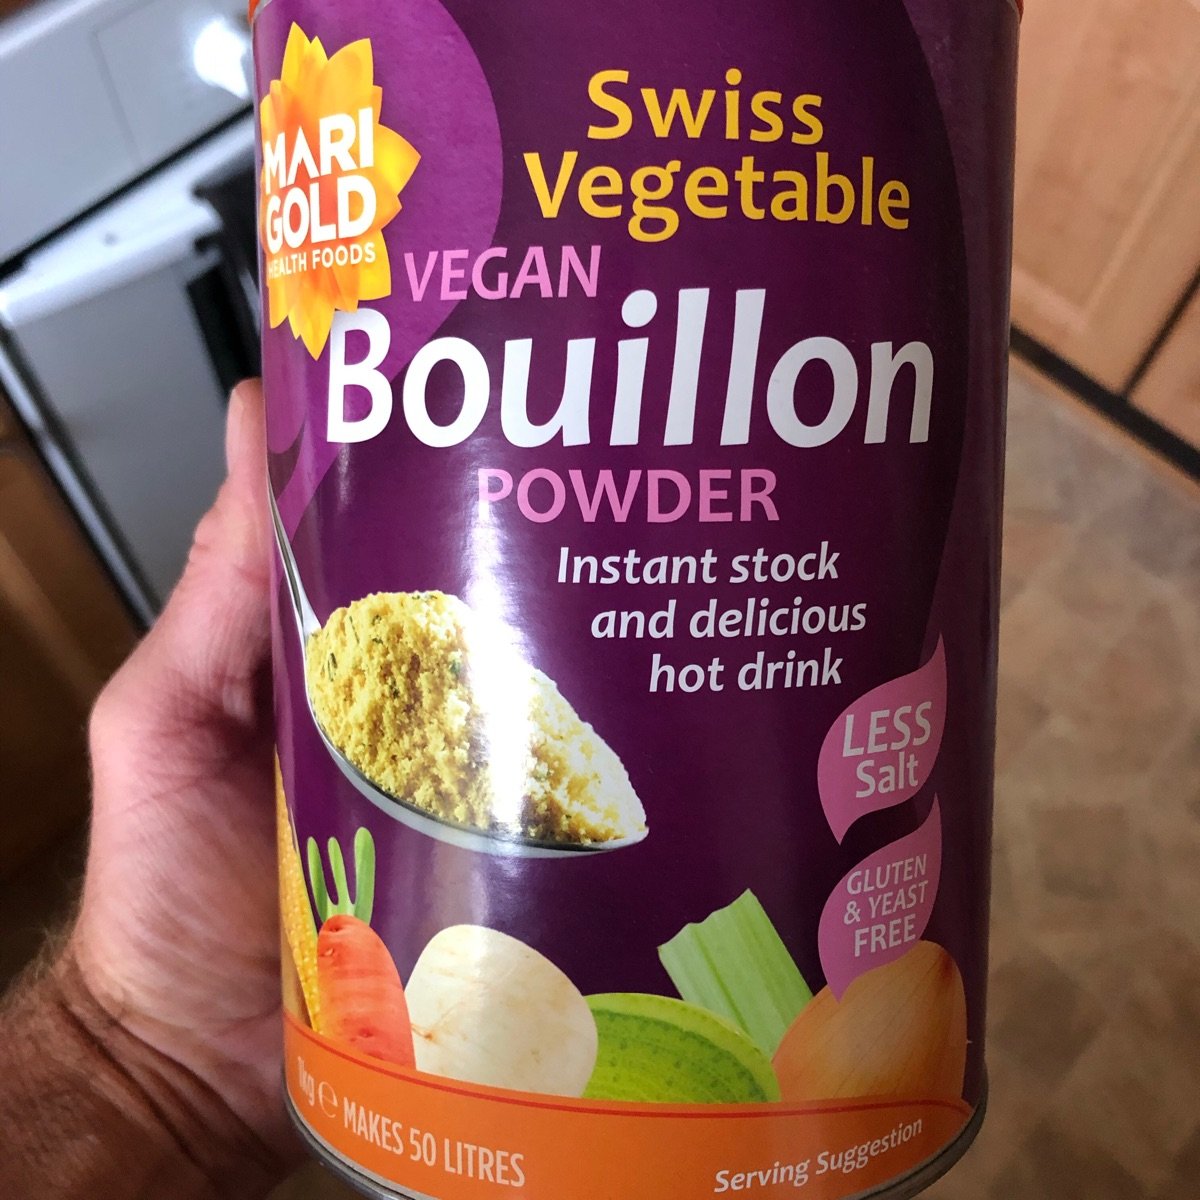 MARI
GOLD
HEALTH FOODS
Swiss
Vegetable
VEGAN
Bouillon
POWDER
Instant stock
and delicious
hot drink
LESS
Salt
GLUTEN
& YEAST
FREE
1kg ℮ MAKES 50 LITRES
Serving Suggestion